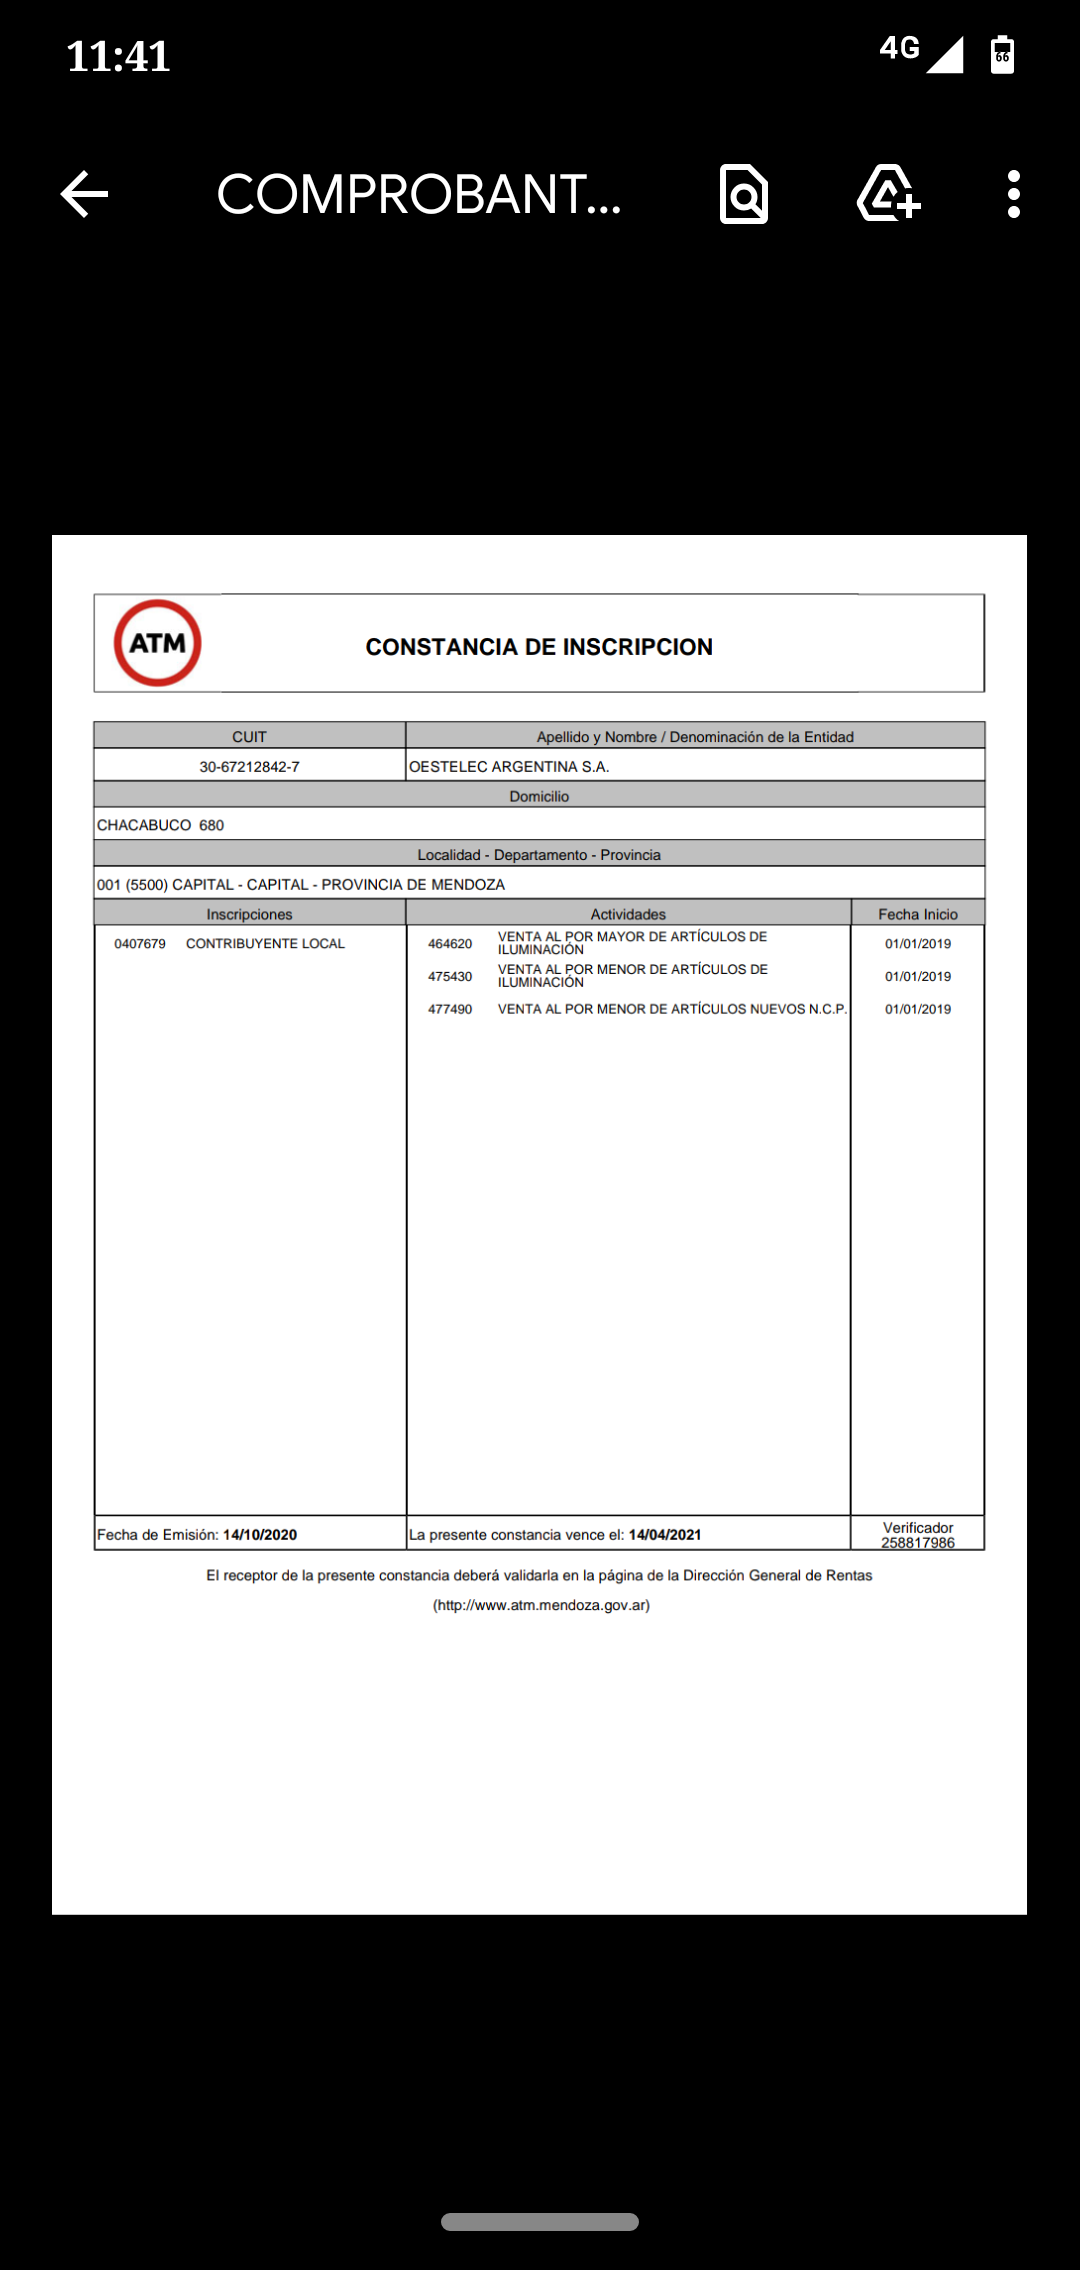 11:41
4G
66
COMPROBANT...
ATM
CONSTANCIA DE INSCRIPCION
CUIT
Apellido y Nombre / Denominación de la Entidad
30-67212842-7
OESTELEC ARGENTINA S.A.
Domicilio
CHACABUCO 680
Localidad - Departamento - Provincia
001 (5500) CAPITAL - CAPITAL - PROVINCIA DE MENDOZA
Inscripciones
Actividades
Fecha Inicio
0407679 CONTRIBUYENTE LOCAL
464620
VENTA AL POR MAYOR DE ARTÍCULOS DE
ILUMINACIÓN
01/01/2019
475430
VENTA AL POR MENOR DE ARTÍCULOS DE
ILUMINACIÓN
01/01/2019
477490
VENTA AL POR MENOR DE ARTÍCULOS NUEVOS N.C.P.
01/01/2019
Fecha de Emisión: 14/10/2020
La presente constancia vence el: 14/04/2021
Verificador
258817986
El receptor de la presente constancia deberá validarla en la página de la Dirección General de Rentas
(http://www.atm.mendoza.gov.ar)